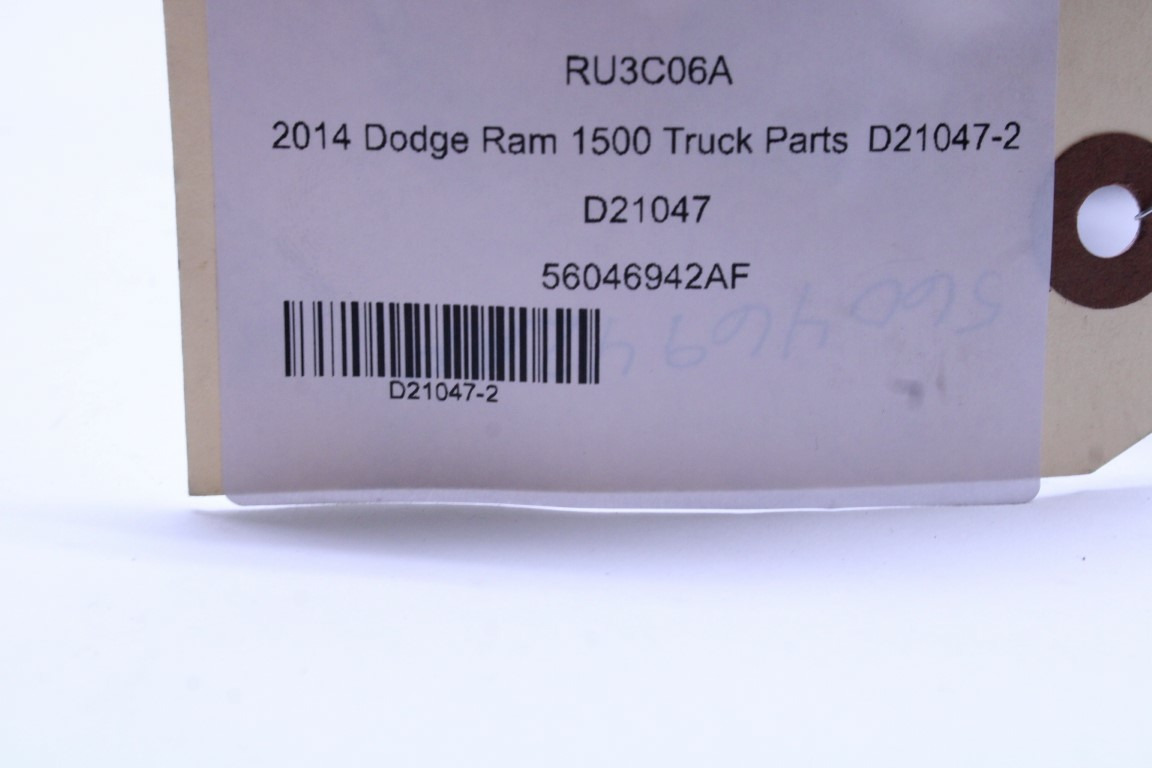 RU3C06A
2014 Dodge Ram 1500 Truck Parts D21047-2
D21047
56046942AF
D21047-2